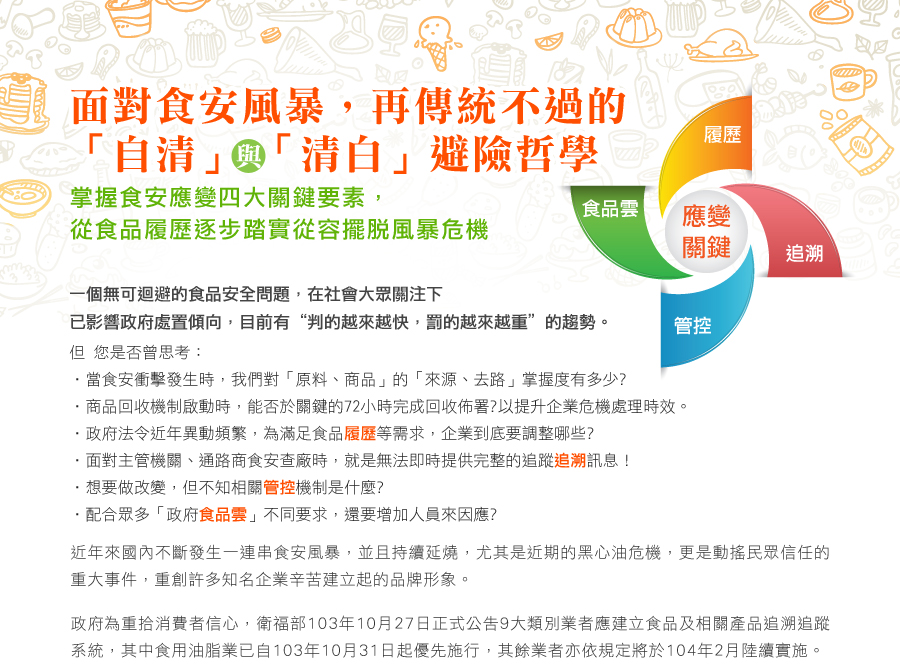 面對食安風暴，再傳統不過的
「自清」與「清白」避險哲學
掌握食安應變四大關鍵要素，
從食品履歷逐步踏實從容擺脫風暴危機
履歷
食品雲
應變
關鍵
追溯
管控
一個無可迴避的食品安全問題，在社會大眾關注下
已影響政府處置傾向，目前有“判的越來越快，罰的越來越重”的趨勢。
但 您是否曾思考：
．當食安衝擊發生時，我們對「原料、商品」的「來源、去路」掌握度有多少?
．商品回收機制啟動時，能否於關鍵的72小時完成回收佈署?以提升企業危機處理時效。
．政府法令近年異動頻繁，為滿足食品履歷等需求，企業到底要調整哪些?
．面對主管機關、通路商食安查廠時，就是無法即時提供完整的追蹤追溯訊息！
．想要做改變，但不知相關管控機制是什麼?
．配合眾多「政府食品雲」不同要求，還要增加人員來因應?
近年來國內不斷發生一連串食安風暴，並且持續延燒，尤其是近期的黑心油危機，更是動搖民眾信任的
重大事件，重創許多知名企業辛苦建立起的品牌形象。
政府為重拾消費者信心，衛福部103年10月27日正式公告9大類別業者應建立食品及相關產品追溯追蹤
系統，其中食用油脂業已自103年10月31日起優先施行，其餘業者亦依規定將於104年2月陸續實施。